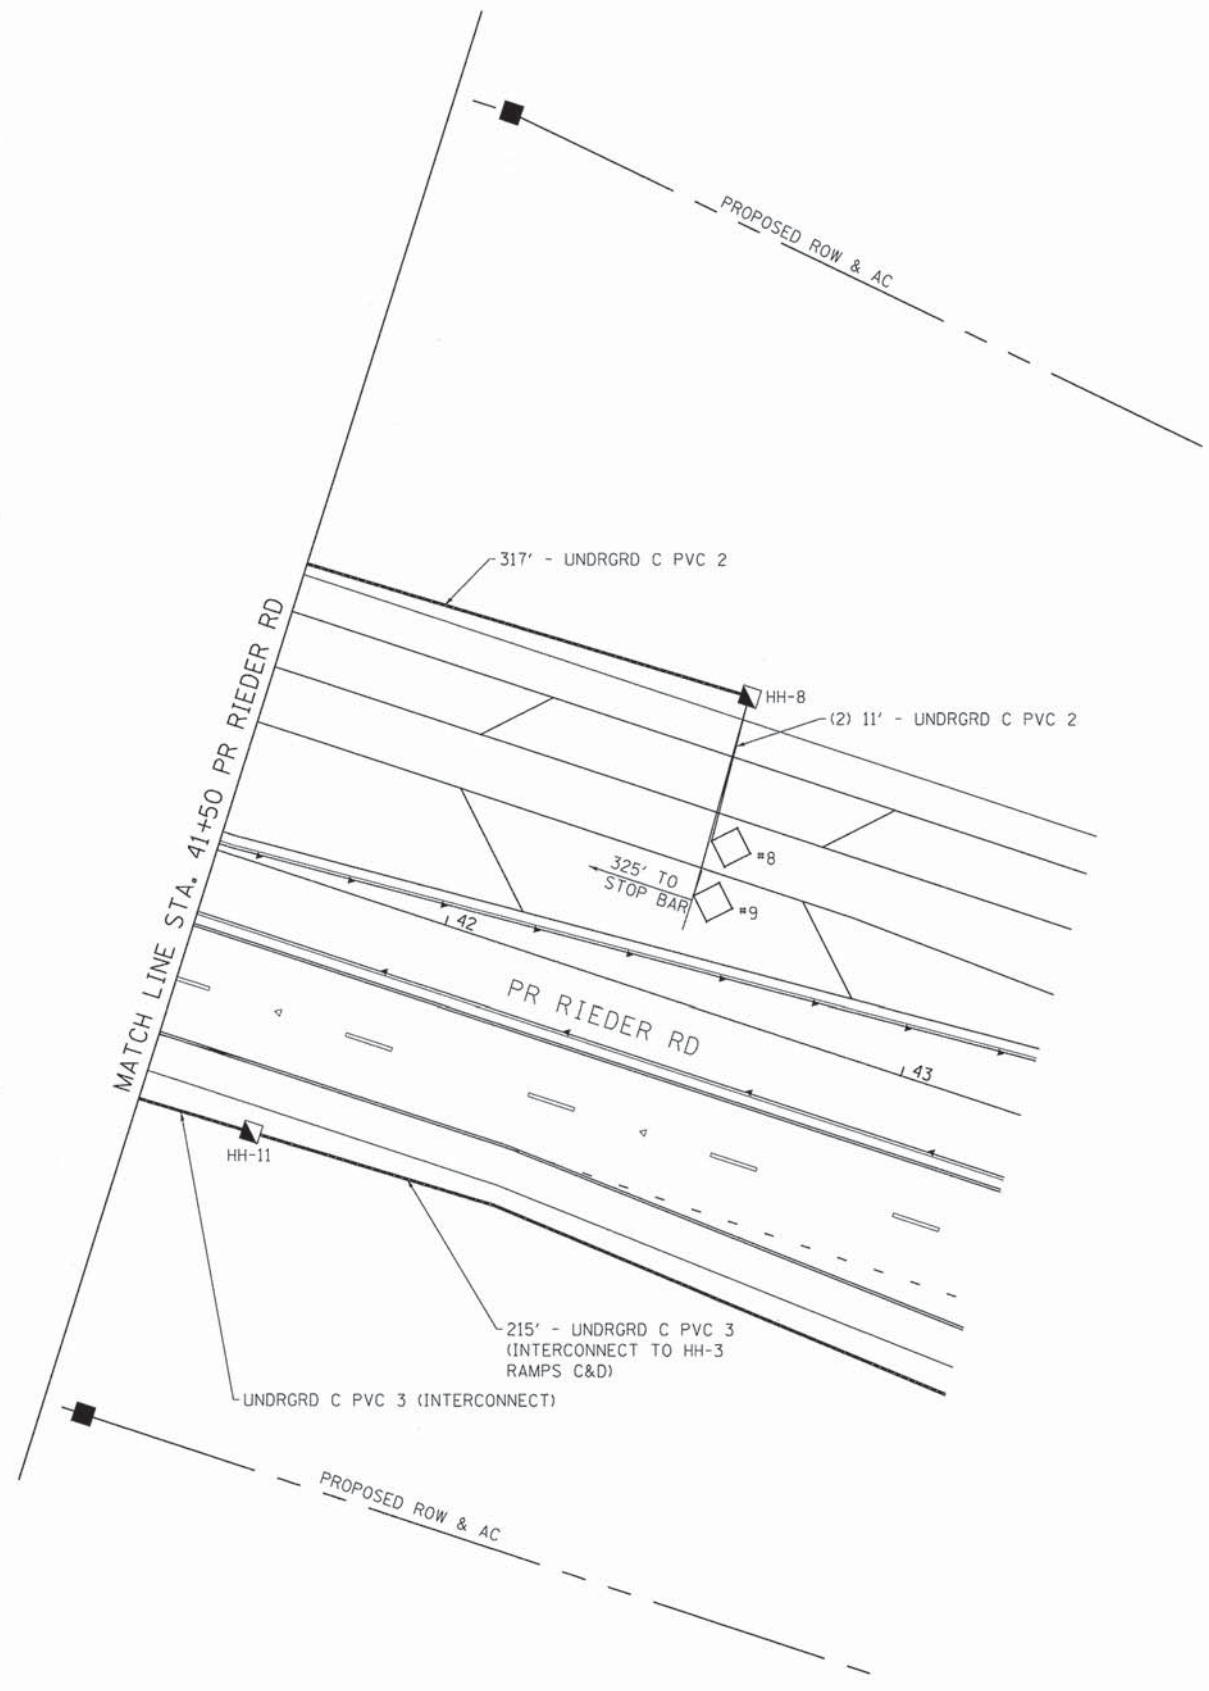 PROPOSED ROW & AC
317' - UNDRGRD C PVC 2
HH-8
(2) 11' - UNDRGRD C PVC 2
MATCH LINE STA. 41+50 PR RIEDER RD
#8
325' TO
STOP BAR
#9
42
PR RIEDER RD
43
HH-11
215' - UNDRGRD C PVC 3
(INTERCONNECT TO HH-3
RAMPS C&D)
UNDRGRD C PVC 3 (INTERCONNECT)
PROPOSED ROW & AC